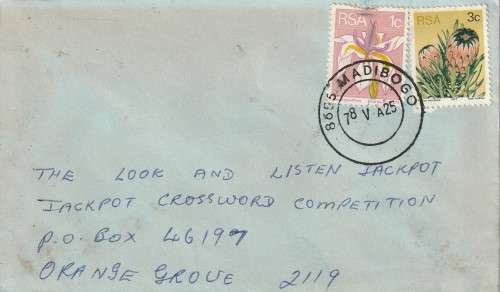 RSA 1c RSA 3c
8655 MADIBOGO
78 V A25
THE LOOK AND LISTEN JACKPOT
JACKPOT CROSSWORD COMPETITION
P.O. BOX 46197
ORANGE GROVE 2119